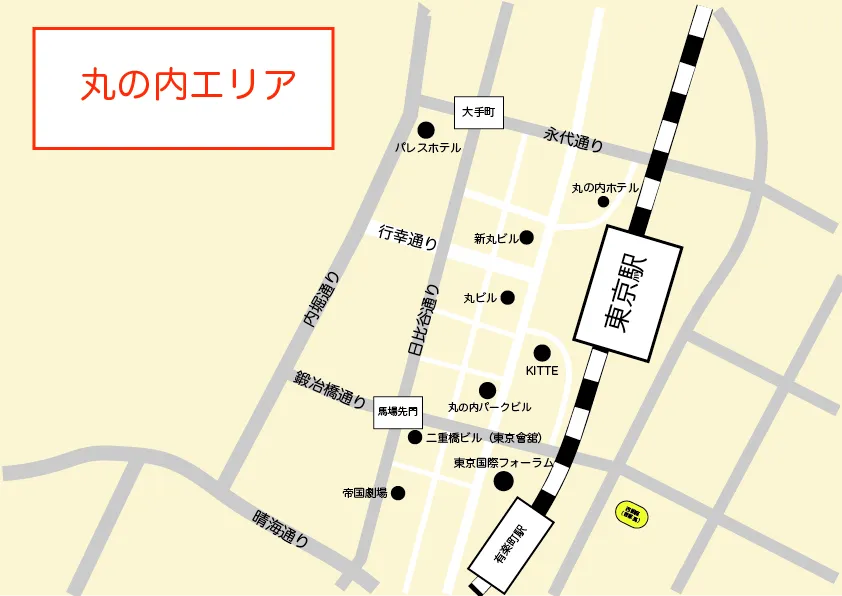 丸の内エリア
大手町
永代通り
パレスホテル
丸の内ホテル
行幸通り
新丸ビル
東京駅
内堀通り
日比谷通り
丸ビル
KITTE
鍛冶橋通り
馬場先門
丸の内パークビル
二重橋ビル（東京會舘）
東京国際フォーラム
帝国劇場
晴海通り
有楽町駅